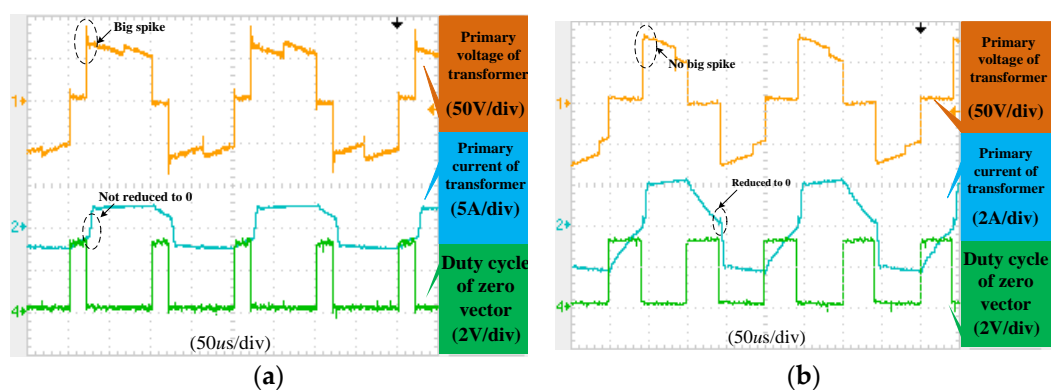 Big spike
1
2
4
Not reduced to 0
(50us/div)
Primary
voltage of
transformer
(50V/div)
Primary
current of
transformer
(5A/div)
Duty cycle
of zero
vector
(2V/div)
(a)
No big spike
1
2
4
Reduced to 0
(50us/div)
Primary
voltage of
transformer
(50V/div)
Primary
current of
transformer
(2A/div)
Duty cycle
of zero
vector
(2V/div)
(b)